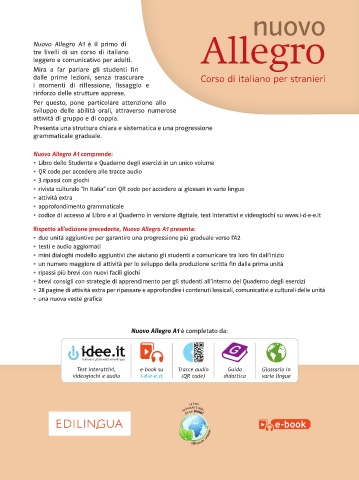 nuovo
Allegro
Corso di italiano per stranieri
Nuovo Allegro A1 è il primo di
tre livelli di un corso di italiano
leggero e comunicativo per adulti.
Mira a far parlare gli studenti fin
dalle prime lezioni, senza trascurare
i momenti di riflessione, fissaggio e
rinforzo delle strutture apprese.
Per questo, pone particolare attenzione allo
sviluppo delle abilità orali, attraverso numerose
attività di gruppo e di coppia.
Presenta una struttura chiara e sistematica e una progressione
grammaticale graduale.
Nuovo Allegro A1 comprende:
• Libro dello Studente e Quaderno degli esercizi in un unico volume
• QR code per accedere alle tracce audio
• 3 ripassi con giochi
• rivista culturale "In Italia" con QR code per accedere ai glossari in varie lingue
• attività extra
• approfondimento grammaticale
• codice di accesso al Libro e al Quaderno in versione digitale, test interattivi e videogiochi su www.i-d-e-e.it
Rispetto all'edizione precedente, Nuovo Allegro A1 presenta:
• due unità aggiuntive per garantire una progressione più graduale verso l'A2
• testi e audio aggiornati
• mini dialoghi modello aggiuntivi che aiutano gli studenti a comunicare tra loro fin dall'inizio
• un numero maggiore di attività per lo sviluppo della produzione scritta fin dalla prima unità
• ripassi più brevi con nuovi facili giochi
• brevi consigli con strategie di apprendimento per gli studenti all'interno del Quaderno degli esercizi
• 28 pagine di attività extra per ripassare e approfondire i contenuti lessicali, comunicativi e culturali delle unità
• una nuova veste grafica
Nuovo Allegro A1 è completato da:
i-dee.it
Test interattivi,
videogiochi e audio
e-book su
i-d-e-e.it
Tracce audio
(QR code)
G
Guida
didattica
Glossario in
varie lingue
EDILINGUA
e-book